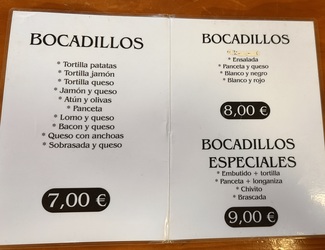 BOCADILLOS
* Tortilla patatas
* Tortilla jamón
* Tortilla queso
* Jamón y queso
* Atún y olivas
* Panceta
* Lomo y queso
* Bacon y queso
* Queso con anchoas
* Sobrasada y queso
7,00 €
BOCADILLOS
* Ensalada
* Panceta y queso
* Blanco y negro
* Blanco y rojo
8,00 €
BOCADILLOS
ESPECIALES
* Embutido + tortilla
* Panceta + longaniza
* Chivito
* Brascada
9,00 €